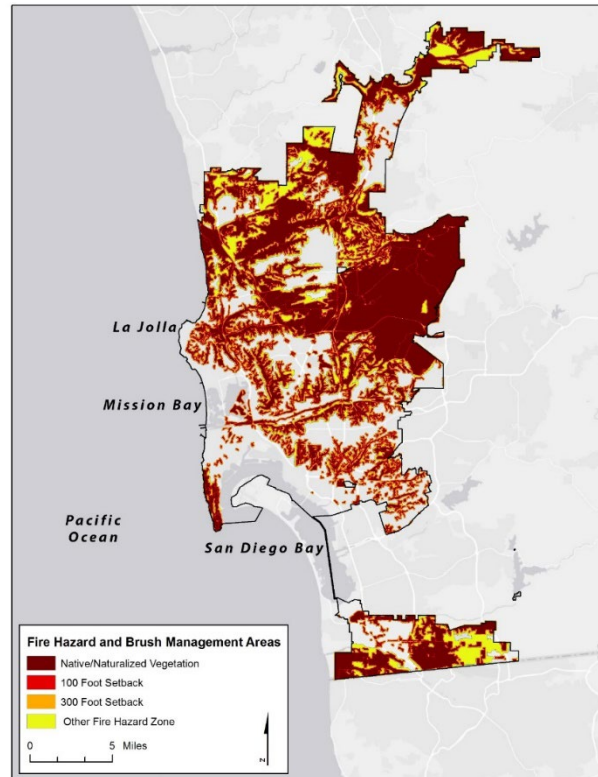 La Jolla
Mission Bay
Pacific
Ocean
San Diego Bay
Fire Hazard and Brush Management Areas
Native/Naturalized Vegetation
100 Foot Setback
300 Foot Setback
Other Fire Hazard Zone
0 5 Miles
N